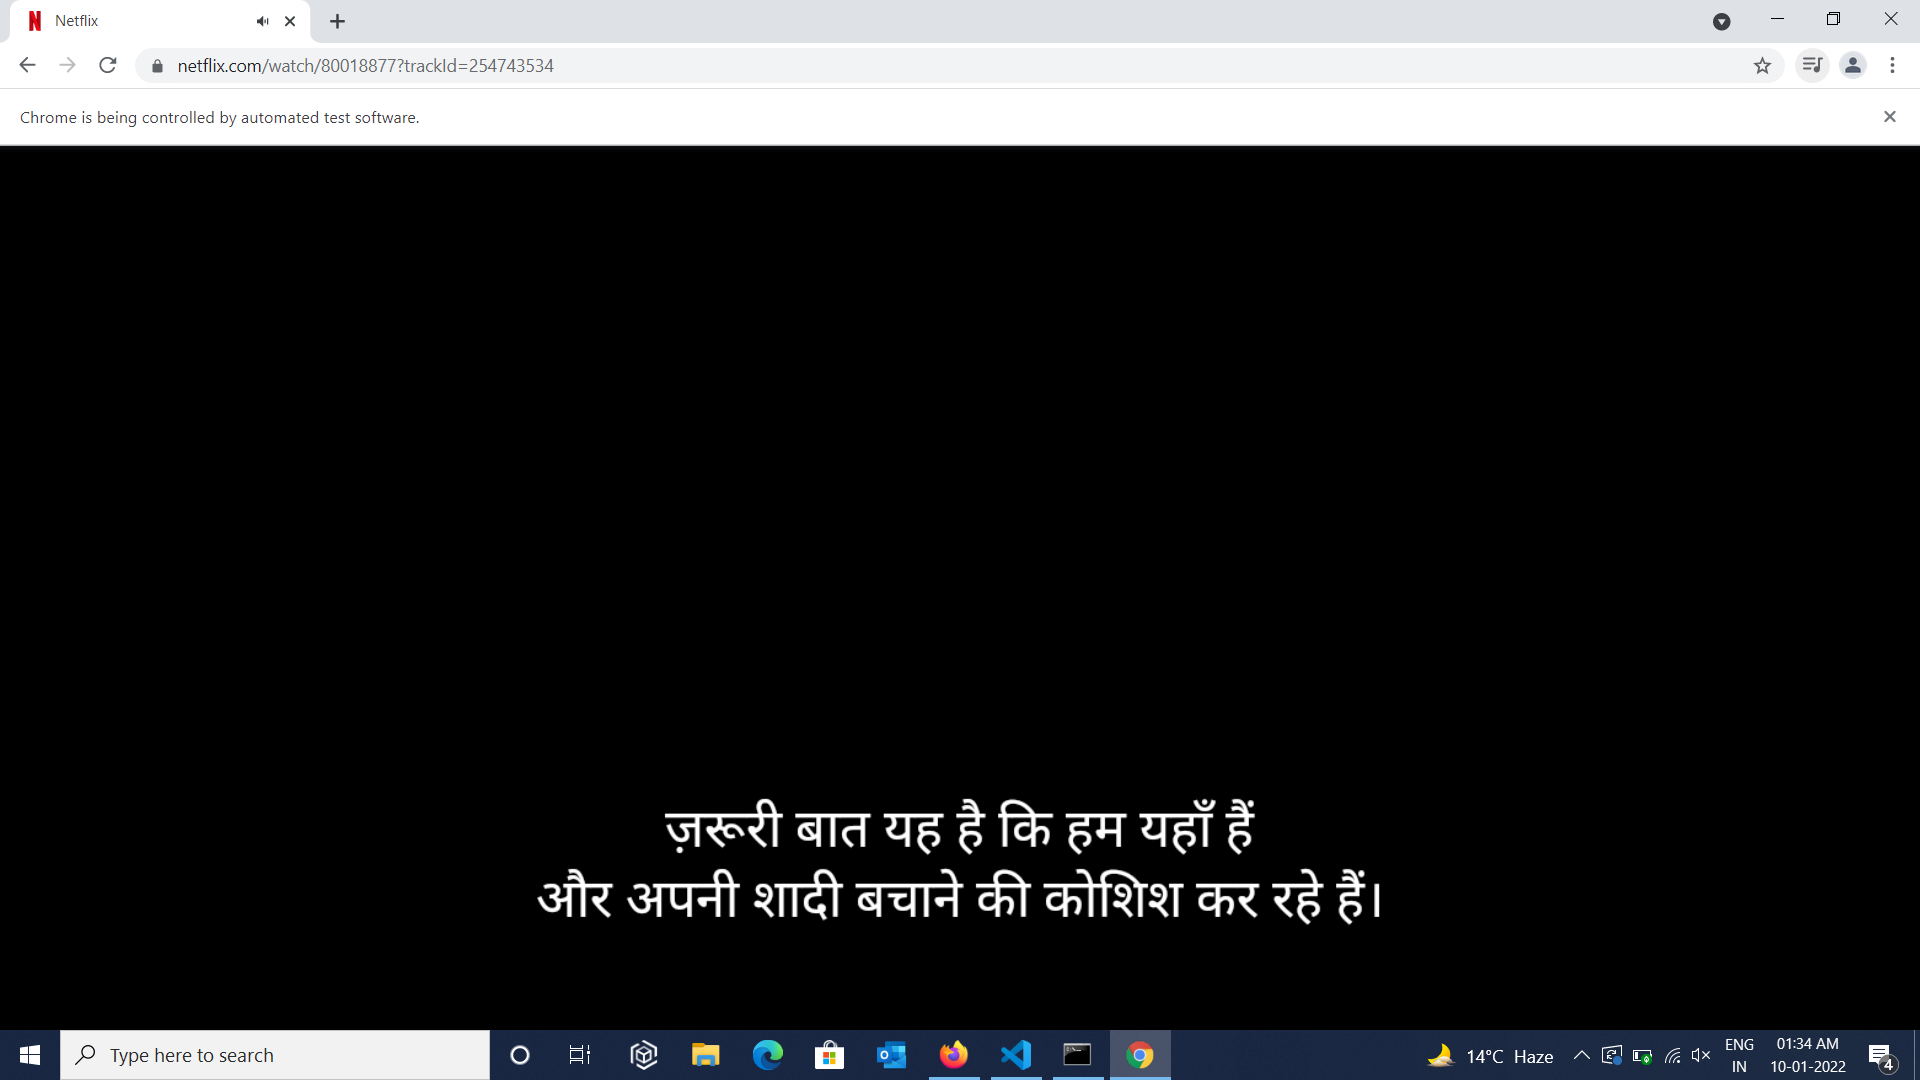 Netflix
netflix.com/watch/80018877?trackId=254743534
Chrome is being controlled by automated test software.
ज़रूरी बात यह है कि हम यहाँ हैं
और अपनी शादी बचाने की कोशिश कर रहे हैं।
Type here to search
14°C Haze
ENG
IN
01:34 AM
10-01-2022
4